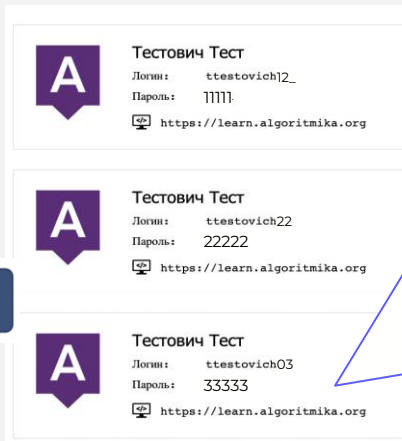 A
Тестович Тест
Логин: ttestovich12_
Пароль: 11111.
</> https://learn.algoritmika.org
A
Тестович Тест
Логин: ttestovich22
Пароль: 22222
</> https://learn.algoritmika.org
A
Тестович Тест
Логин: ttestovich03
Пароль: 33333
</> https://learn.algoritmika.org